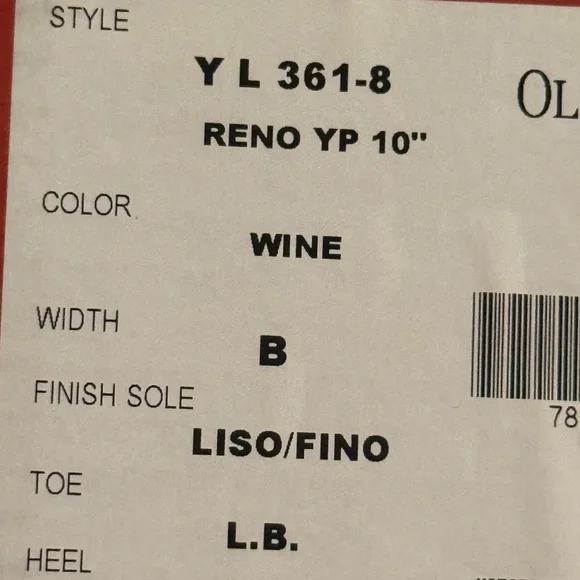 STYLE
Y L 361-8
OL
RENO YP 10"
COLOR
WINE
WIDTH
B
78
FINISH SOLE
LISO/FINO
TOE
L.B.
HEEL